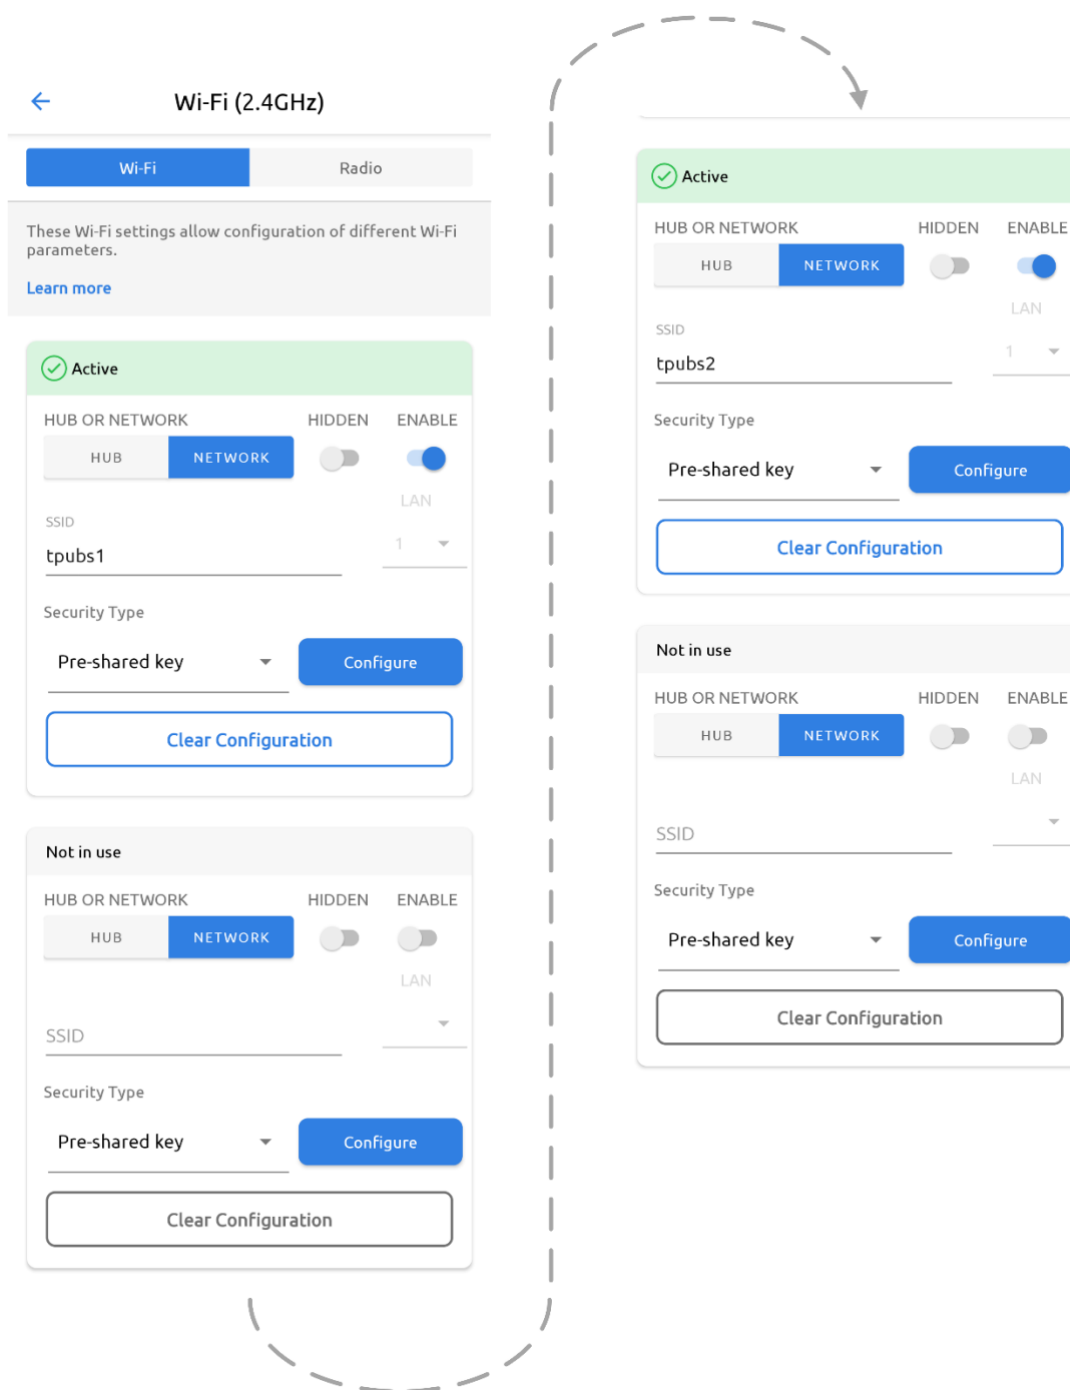 Wi-Fi (2.4GHz)
Wi-Fi Radio
These Wi-Fi settings allow configuration of different Wi-Fi
parameters.
Learn more
Active
HUB OR NETWORK HIDDEN ENABLE
HUB NETWORK
LAN
SSID
1
tpubs1
Security Type
Pre-shared key Configure
Clear Configuration
Not in use
HUB OR NETWORK HIDDEN ENABLE
HUB NETWORK
LAN
SSID
Security Type
Pre-shared key Configure
Clear Configuration
Active
HUB OR NETWORK HIDDEN ENABLE
HUB NETWORK
LAN
SSID
1
tpubs2
Security Type
Pre-shared key Configure
Clear Configuration
Not in use
HUB OR NETWORK HIDDEN ENABLE
HUB NETWORK
LAN
SSID
Security Type
Pre-shared key Configure
Clear Configuration